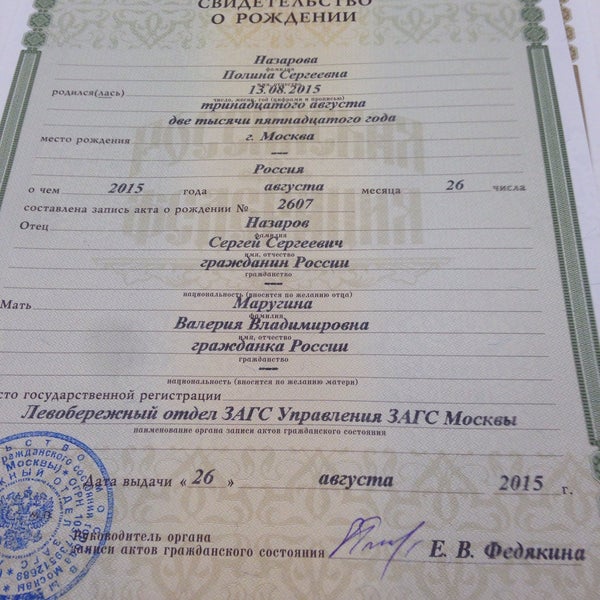 СВИДЕТЕЛЬСТВО
О РОЖДЕНИИ
Назарова
фамилия
Полина Сергеевна
родился(лась) 13.08.2015
число, месяц, год (цифрами и прописью)
тринадцатого августа
две тысячи пятнадцатого года
место рождения г. Москва
---
Россия
о чем 2015 года августа месяца 26 числа
составлена запись акта о рождении № 2607
Отец Назаров
фамилия
Сергей Сергеевич
имя, отчество
гражданин России
гражданство
---
национальность (вносится по желанию отца)
Мать Маругина
фамилия
Валерия Владимировна
имя, отчество
гражданка России
гражданство
---
национальность (вносится по желанию матери)
сто государственной регистрации
Левобережный отдел ЗАГС Управления ЗАГС Москвы
наименование органа записи актов гражданского состояния
Дата выдачи « 26 » августа 2015 г.
Руководитель органа
записи актов гражданского состояния Е. В. Федякина